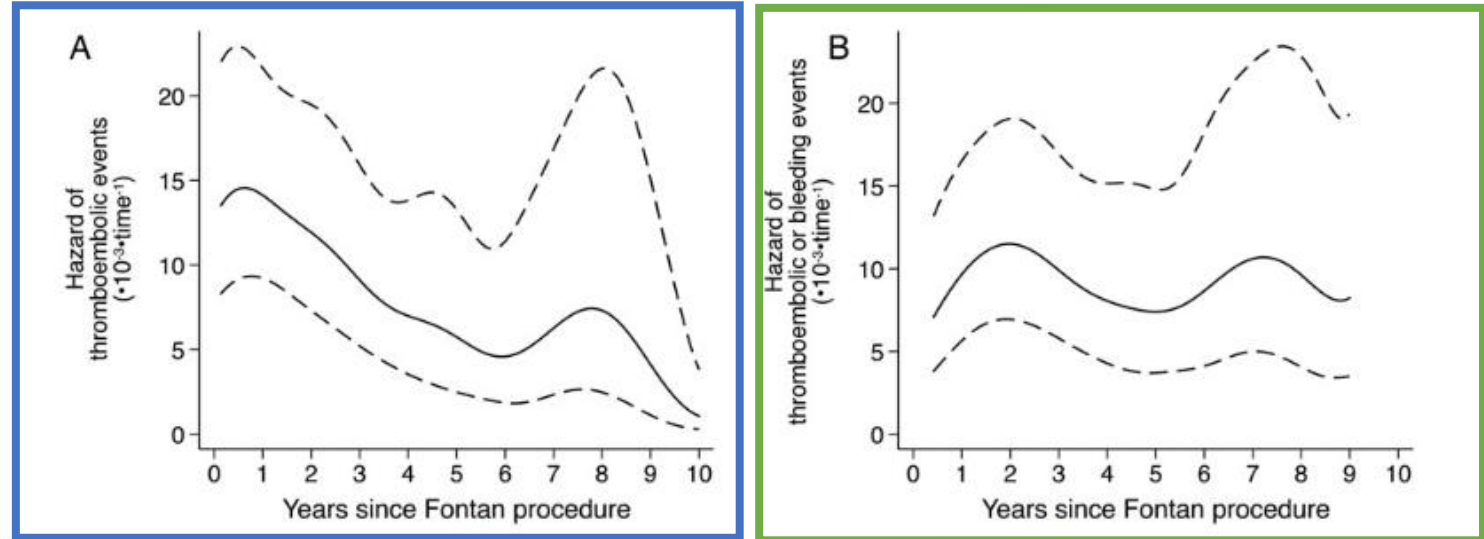 A
Hazard of
thromboembolic events
(•10⁻³•time⁻¹)
20
15
10
5
0
0 1 2 3 4 5 6 7 8 9 10
Years since Fontan procedure
B
Hazard of
thromboembolic or bleeding events
(•10⁻³•time⁻¹)
20
15
10
5
0
0 1 2 3 4 5 6 7 8 9 10
Years since Fontan procedure